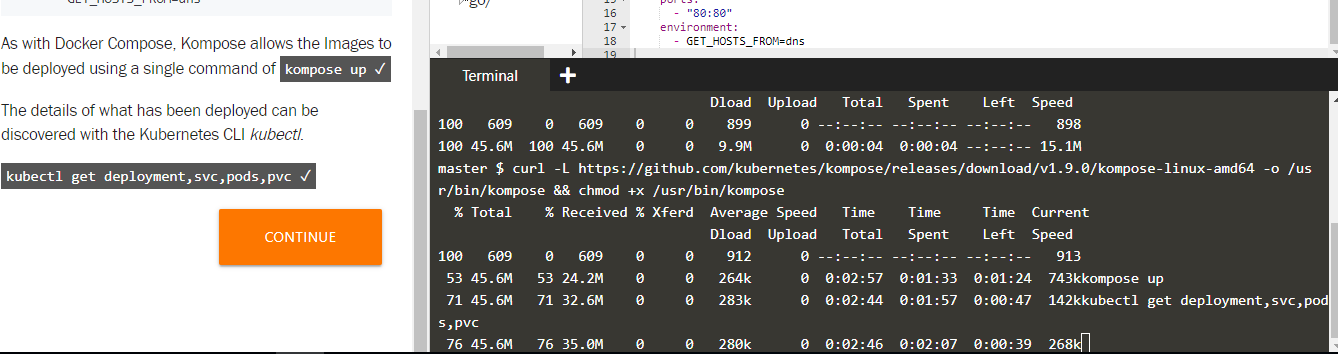 GET_HOSTS_FROM=dns
As with Docker Compose, Kompose allows the Images to
be deployed using a single command of kompose up ✓
The details of what has been deployed can be
discovered with the Kubernetes CLI kubectl.
kubectl get deployment,svc,pods,pvc ✓
CONTINUE
go/
15 ports:
16 - "80:80"
17 environment:
18 - GET_HOSTS_FROM=dns
19
Terminal +
Dload Upload Total Spent Left Speed
100 609 0 609 0 0 899 0 --:--:-- --:--:-- --:--:-- 898
100 45.6M 100 45.6M 0 0 9.9M 0 0:00:04 0:00:04 --:--:-- 15.1M
master $ curl -L https://github.com/kubernetes/kompose/releases/download/v1.9.0/kompose-linux-amd64 -o /us
r/bin/kompose && chmod +x /usr/bin/kompose
% Total % Received % Xferd Average Speed Time Time Time Current
Dload Upload Total Spent Left Speed
100 609 0 609 0 0 912 0 --:--:-- --:--:-- --:--:-- 913
53 45.6M 53 24.2M 0 0 264k 0 0:02:57 0:01:33 0:01:24 743kkompose up
71 45.6M 71 32.6M 0 0 283k 0 0:02:44 0:01:57 0:00:47 142kkubectl get deployment,svc,pod
s,pvc
76 45.6M 76 35.0M 0 0 280k 0 0:02:46 0:02:07 0:00:39 268k